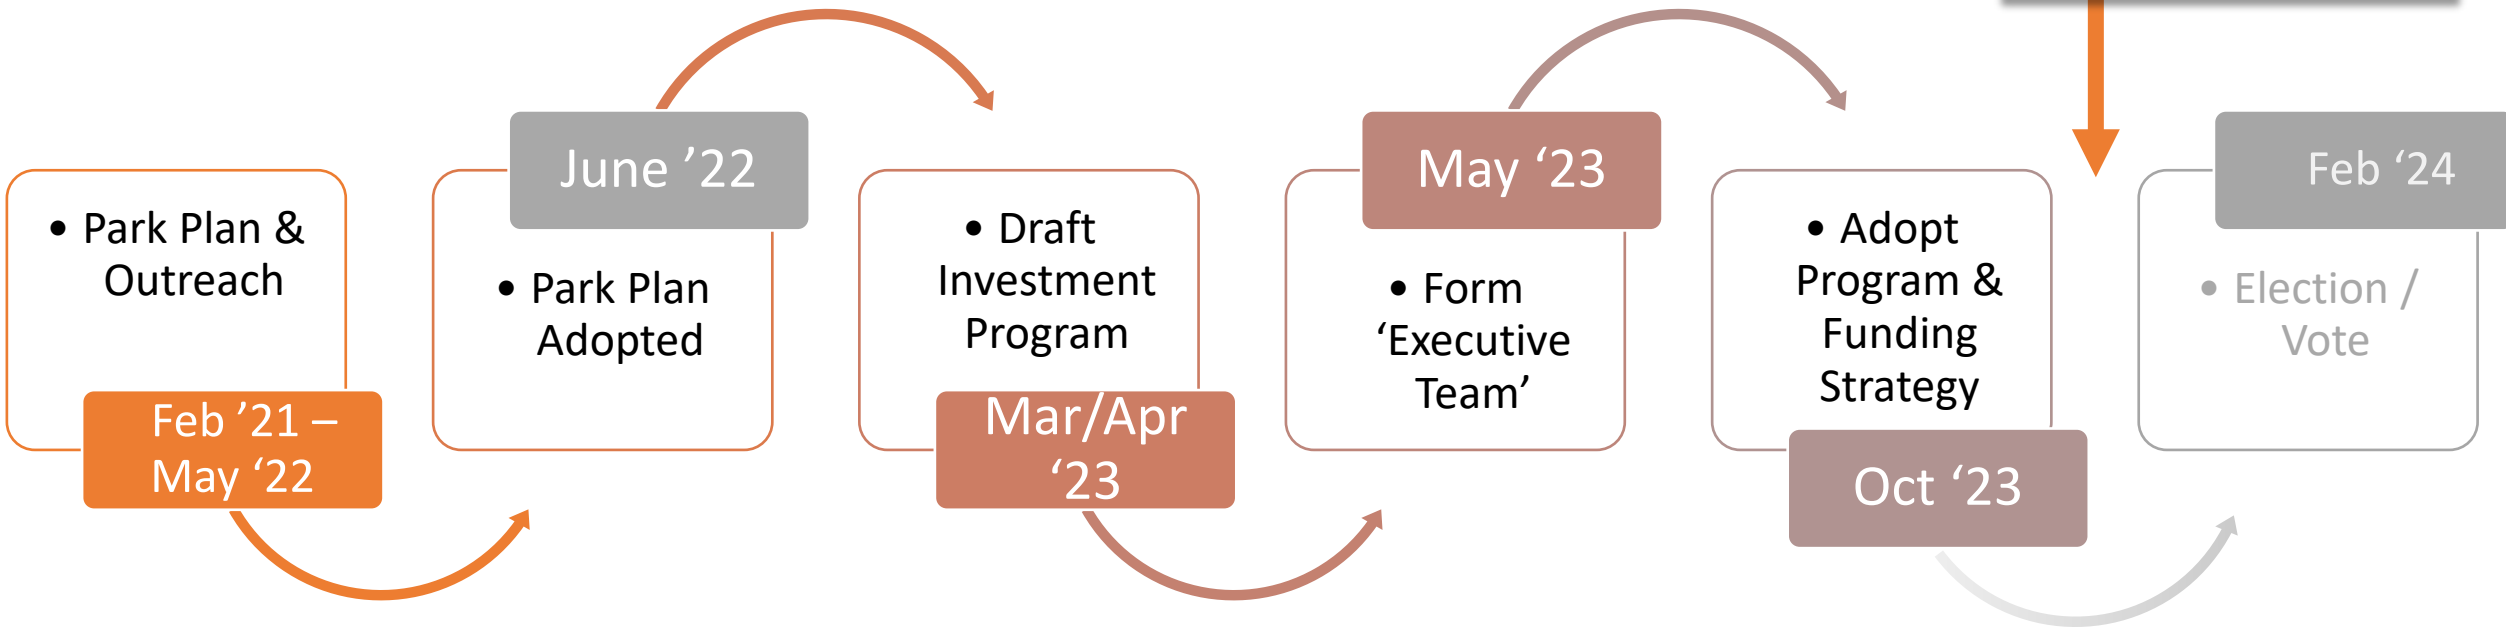 • Park Plan &
Outreach
Feb ’21 –
May ‘22
June ’22
• Park Plan
Adopted
• Draft
Investment
Program
Mar/Apr
‘23
May ‘23
• Form
‘Executive
Team’
• Adopt
Program &
Funding
Strategy
Oct ‘23
Feb ‘24
• Election /
Vote